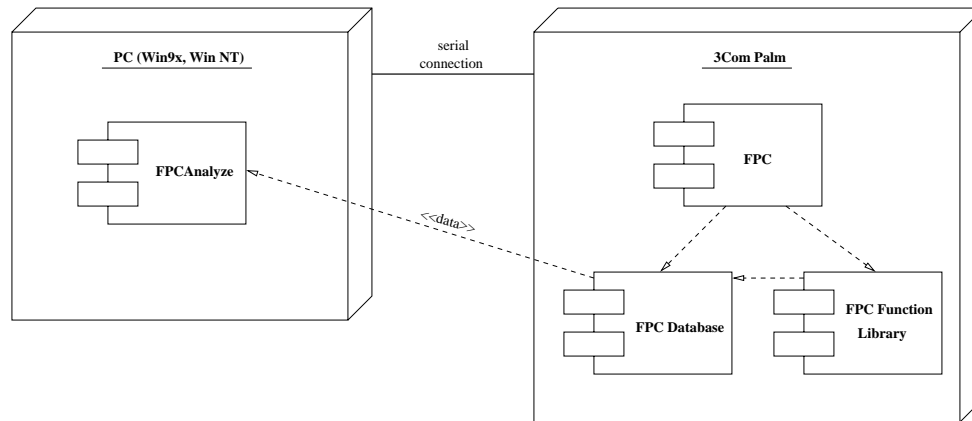 PC (Win9x, Win NT)
serial
connection
3Com Palm
FPCAnalyze
FPC
<<data>>
FPC Database
FPC Function
Library